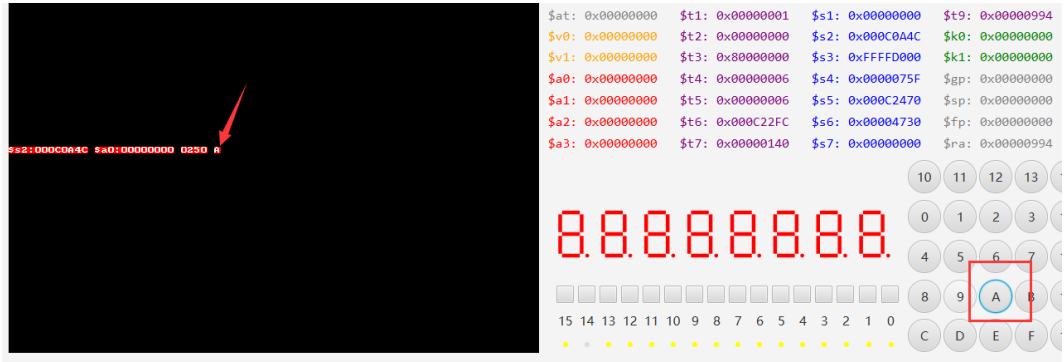 $s2:000C0A4C $a0:00000000 0250 A
$at: 0x00000000 $t1: 0x00000001 $s1: 0x00000000 $t9: 0x00000994
$v0: 0x00000000 $t2: 0x00000000 $s2: 0x000C0A4C $k0: 0x00000000
$v1: 0x00000000 $t3: 0x80000000 $s3: 0xFFFFD000 $k1: 0x00000000
$a0: 0x00000000 $t4: 0x00000006 $s4: 0x0000075F $gp: 0x00000000
$a1: 0x00000000 $t5: 0x00000006 $s5: 0x000C2470 $sp: 0x00000000
$a2: 0x00000000 $t6: 0x000C22FC $s6: 0x00004730 $fp: 0x00000000
$a3: 0x00000000 $t7: 0x00000140 $s7: 0x00000000 $ra: 0x00000994
10 11 12 13
0 1 2 3
8.8.8.8.8.8.8.8.
4 5 6 7
8 9 A B
15 14 13 12 11 10 9 8 7 6 5 4 3 2 1 0
C D E F